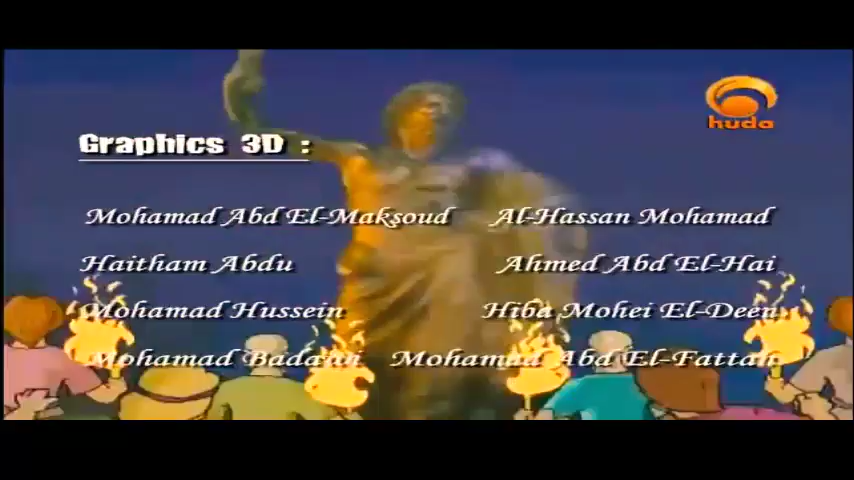 huda
Graphics 3D :
Mohamad Abd El-Maksoud Al-Hassan Mohamad
Haitham Abdu Ahmed Abd El-Hai
Mohamad Hussein Hiba Mohei El-Deen
Mohamad Mohamad Abd El-Fattah